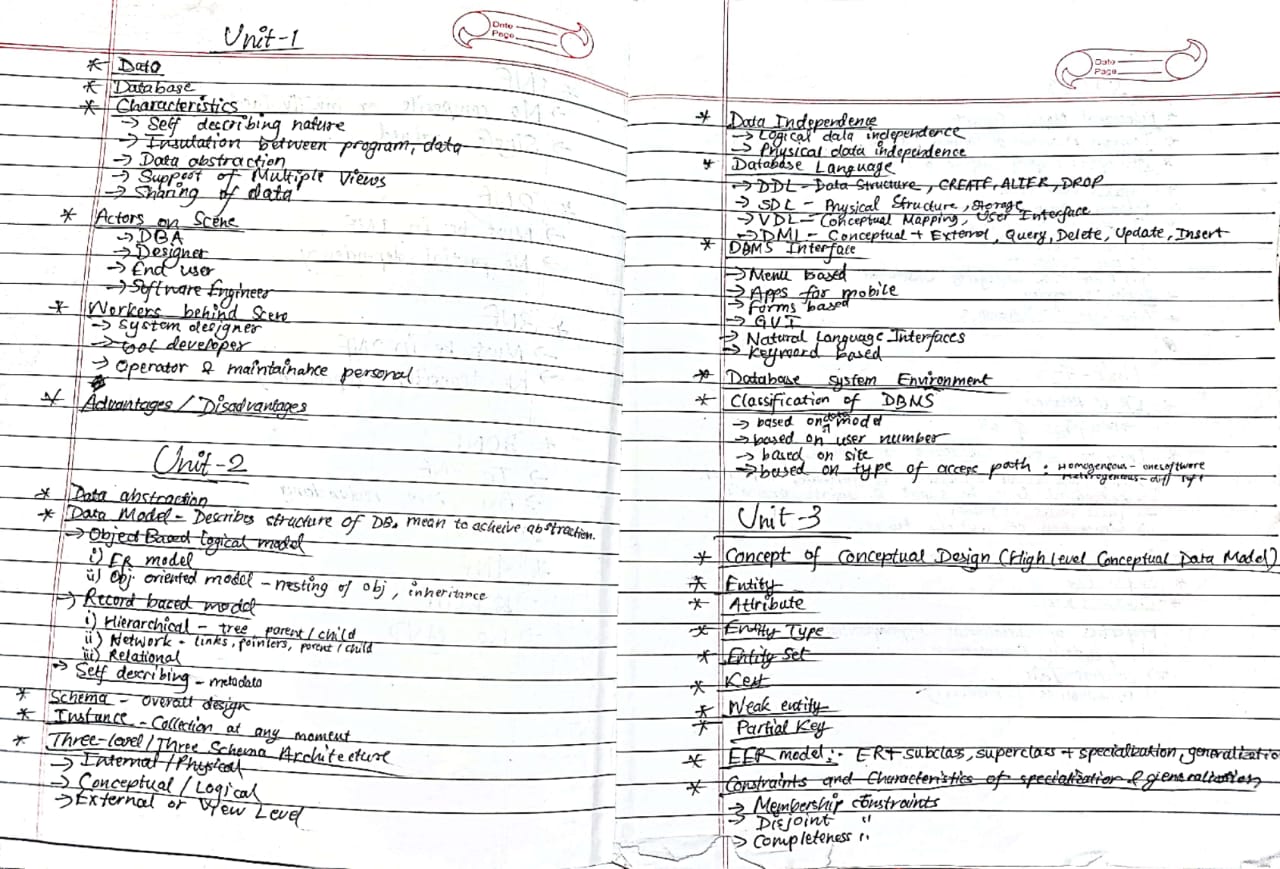 Unit-1
Date
Page
* Data
* Database
* Characteristics
→ Self describing nature
→ Insulation between program, data
→ Data abstraction
→ Support of Multiple Views
→ Sharing of data
* Actors on Scene
→ DBA
→ Designer
→ End user
→ Software Engineer
* Workers behind Scene
→ System designer
→ tool developer
→ Operator & maintainance personal
* Advantages / Disadvantages
Unit-2
* Data abstraction
* Data Model - Describes structure of DB. mean to acheive abstraction.
→ Object Based Logical model
i) ER model
ii) Obj oriented model - nesting of obj, inheritance
→ Record based model
i) Hierarchical - tree parent / child
ii) Network - links, pointers, parent / child
iii) Relational
→ Self describing - metadata
* Schema - overall design
* Instance - Collection at any moment
* Three-level / Three Schema Architecture
→ Internal / Physical
→ Conceptual / Logical
→ External or View Level
Date
Page
* Data Independence
→ Logical data independence
→ Physical data independence
* Database Language
→ DDL - Data Structure, CREATE, ALTER, DROP
→ SDL - Physical Structure, Storage
→ VDL - Conceptual Mapping, User Interface
→ DML - Conceptual + External, Query, Delete, Update, Insert
* DBMS Interface
→ Menu based
→ Apps for mobile
→ Forms based
→ GUI
→ Natural Language Interfaces
→ Keyword based
* Database System Environment
* Classification of DBMS
→ based on data model
→ based on user number
→ based on site
→ based on type of access path : Homogeneous - one software
Heterogenous - diff
Unit-3
* Concept of Conceptual Design (High Level Conceptual Data Model)
* Entity
* Attribute
* Entity Type
* Entity Set
*
* Weak entity
* Partial Key
* EER model :- ER + subclass, superclass + specialization, generalizatio
* Constraints and Characteristics of specialization & generalization
→ Membership constraints
→ Disjoint "
→ Completeness "